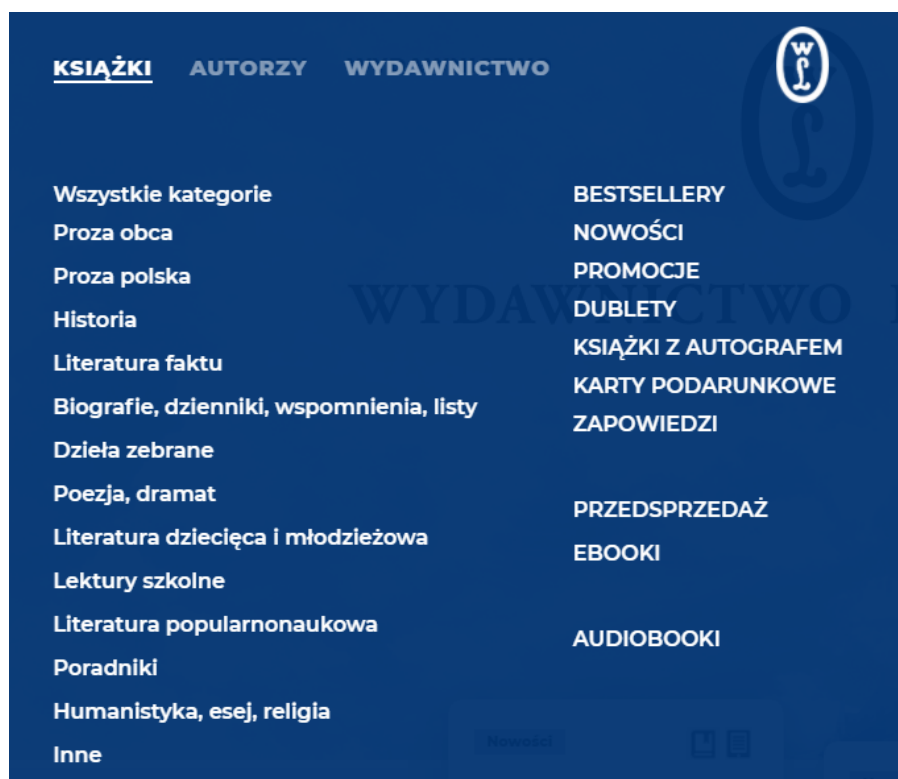 KSIĄŻKI AUTORZY WYDAWNICTWO
W
Wszystkie kategorie
Proza obca
Proza polska
Historia
Literatura faktu
Biografie, dzienniki, wspomnienia, listy
Dzieła zebrane
Poezja, dramat
Literatura dziecięca i młodzieżowa
Lektury szkolne
Literatura popularnonaukowa
Poradniki
Humanistyka, esej, religia
Inne
BESTSELLERY
NOWOŚCI
PROMOCJE
DUBLETY
KSIĄŻKI Z AUTOGRAFEM
KARTY PODARUNKOWE
ZAPOWIEDZI
PRZEDSPRZEDAŻ
EBOOKI
AUDIOBOOKI
WYDAWNICTWO
Nowości